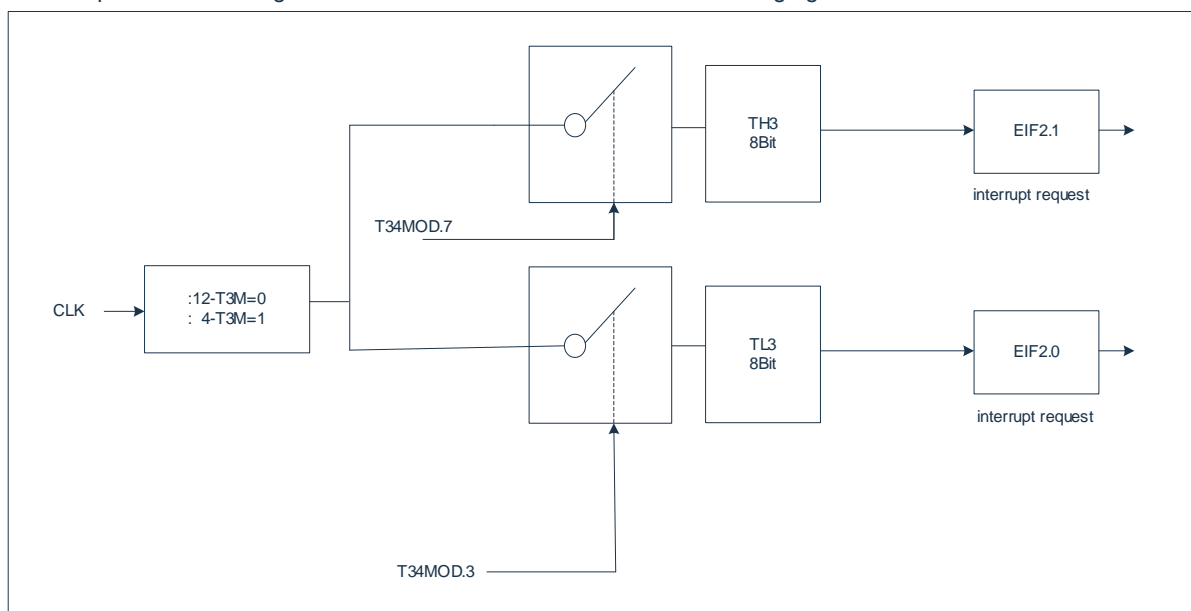 TH3
8Bit
EIF2.1
interrupt request
T34MOD.7
CLK
:12-T3M=0
: 4-T3M=1
TL3
8Bit
EIF2.0
interrupt request
T34MOD.3